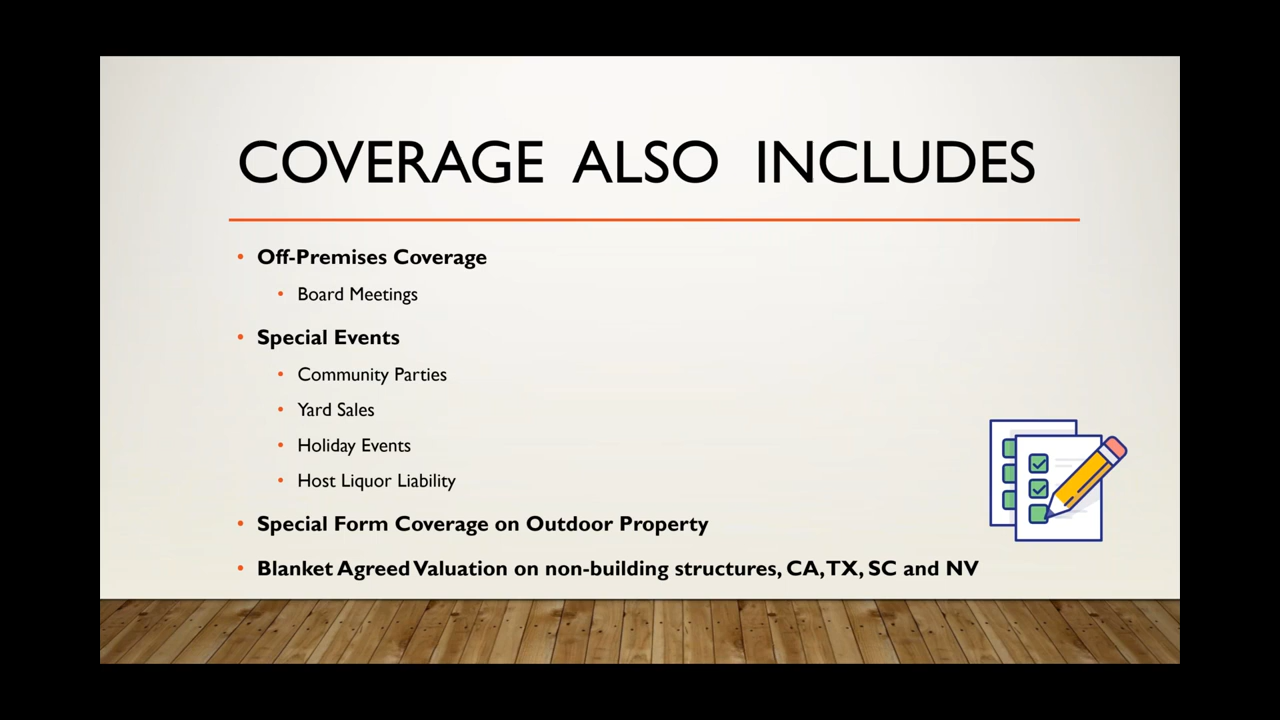 COVERAGE ALSO INCLUDES
• Off-Premises Coverage
• Board Meetings
• Special Events
• Community Parties
• Yard Sales
• Holiday Events
• Host Liquor Liability
• Special Form Coverage on Outdoor Property
• Blanket Agreed Valuation on non-building structures, CA, TX, SC and NV